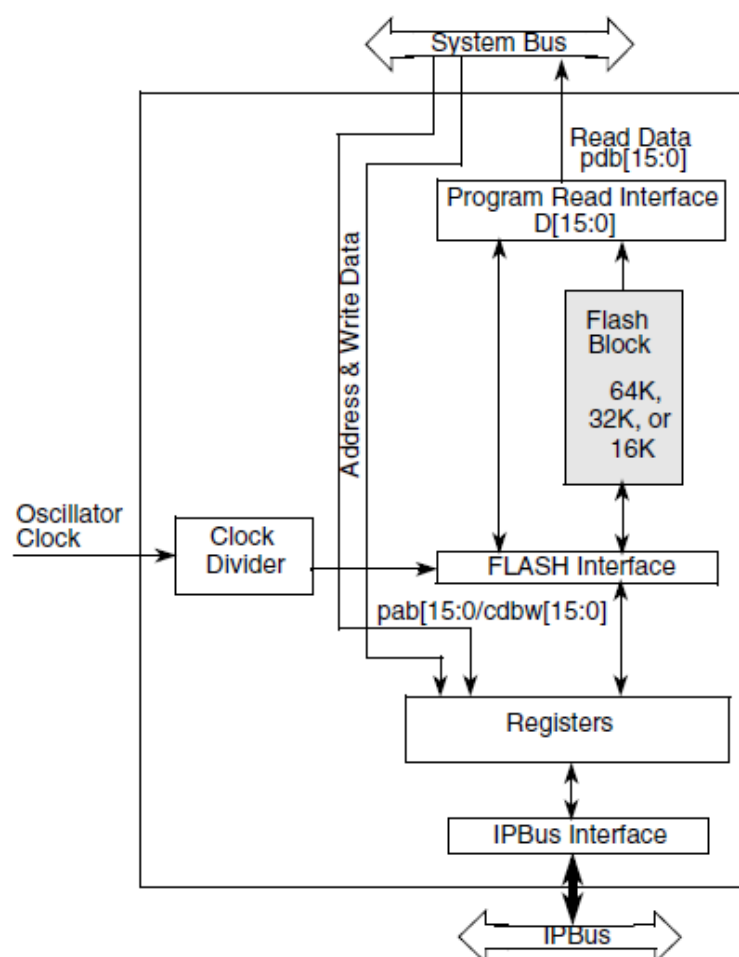 System Bus
Read Data
pdb[15:0]
Program Read Interface
D[15:0]
Address & Write Data
Flash
Block
64K,
32K, or
16K
Oscillator
Clock
Clock
Divider
FLASH Interface
pab[15:0/cdbw[15:0]
Registers
IPBus Interface
IPBus